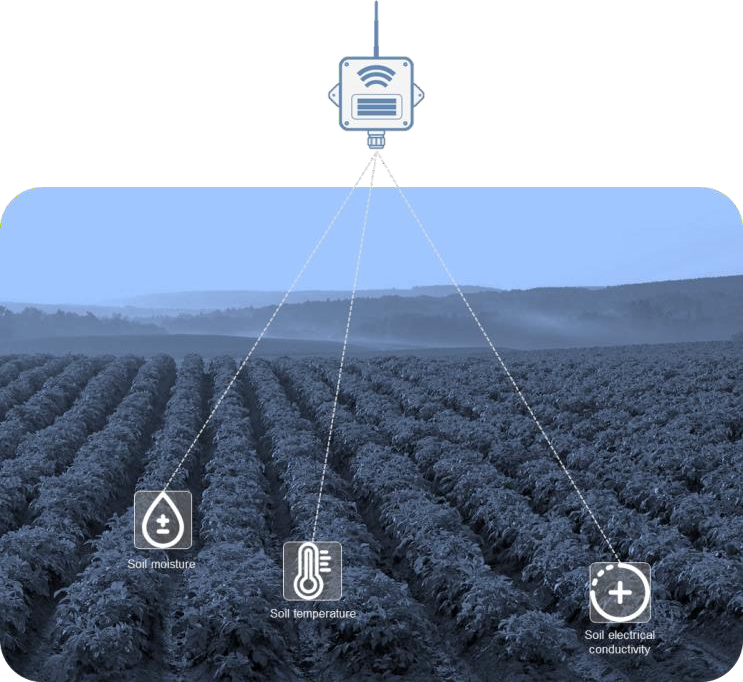 Soil moisture
Soil temperature
Soil electrical
conductivity